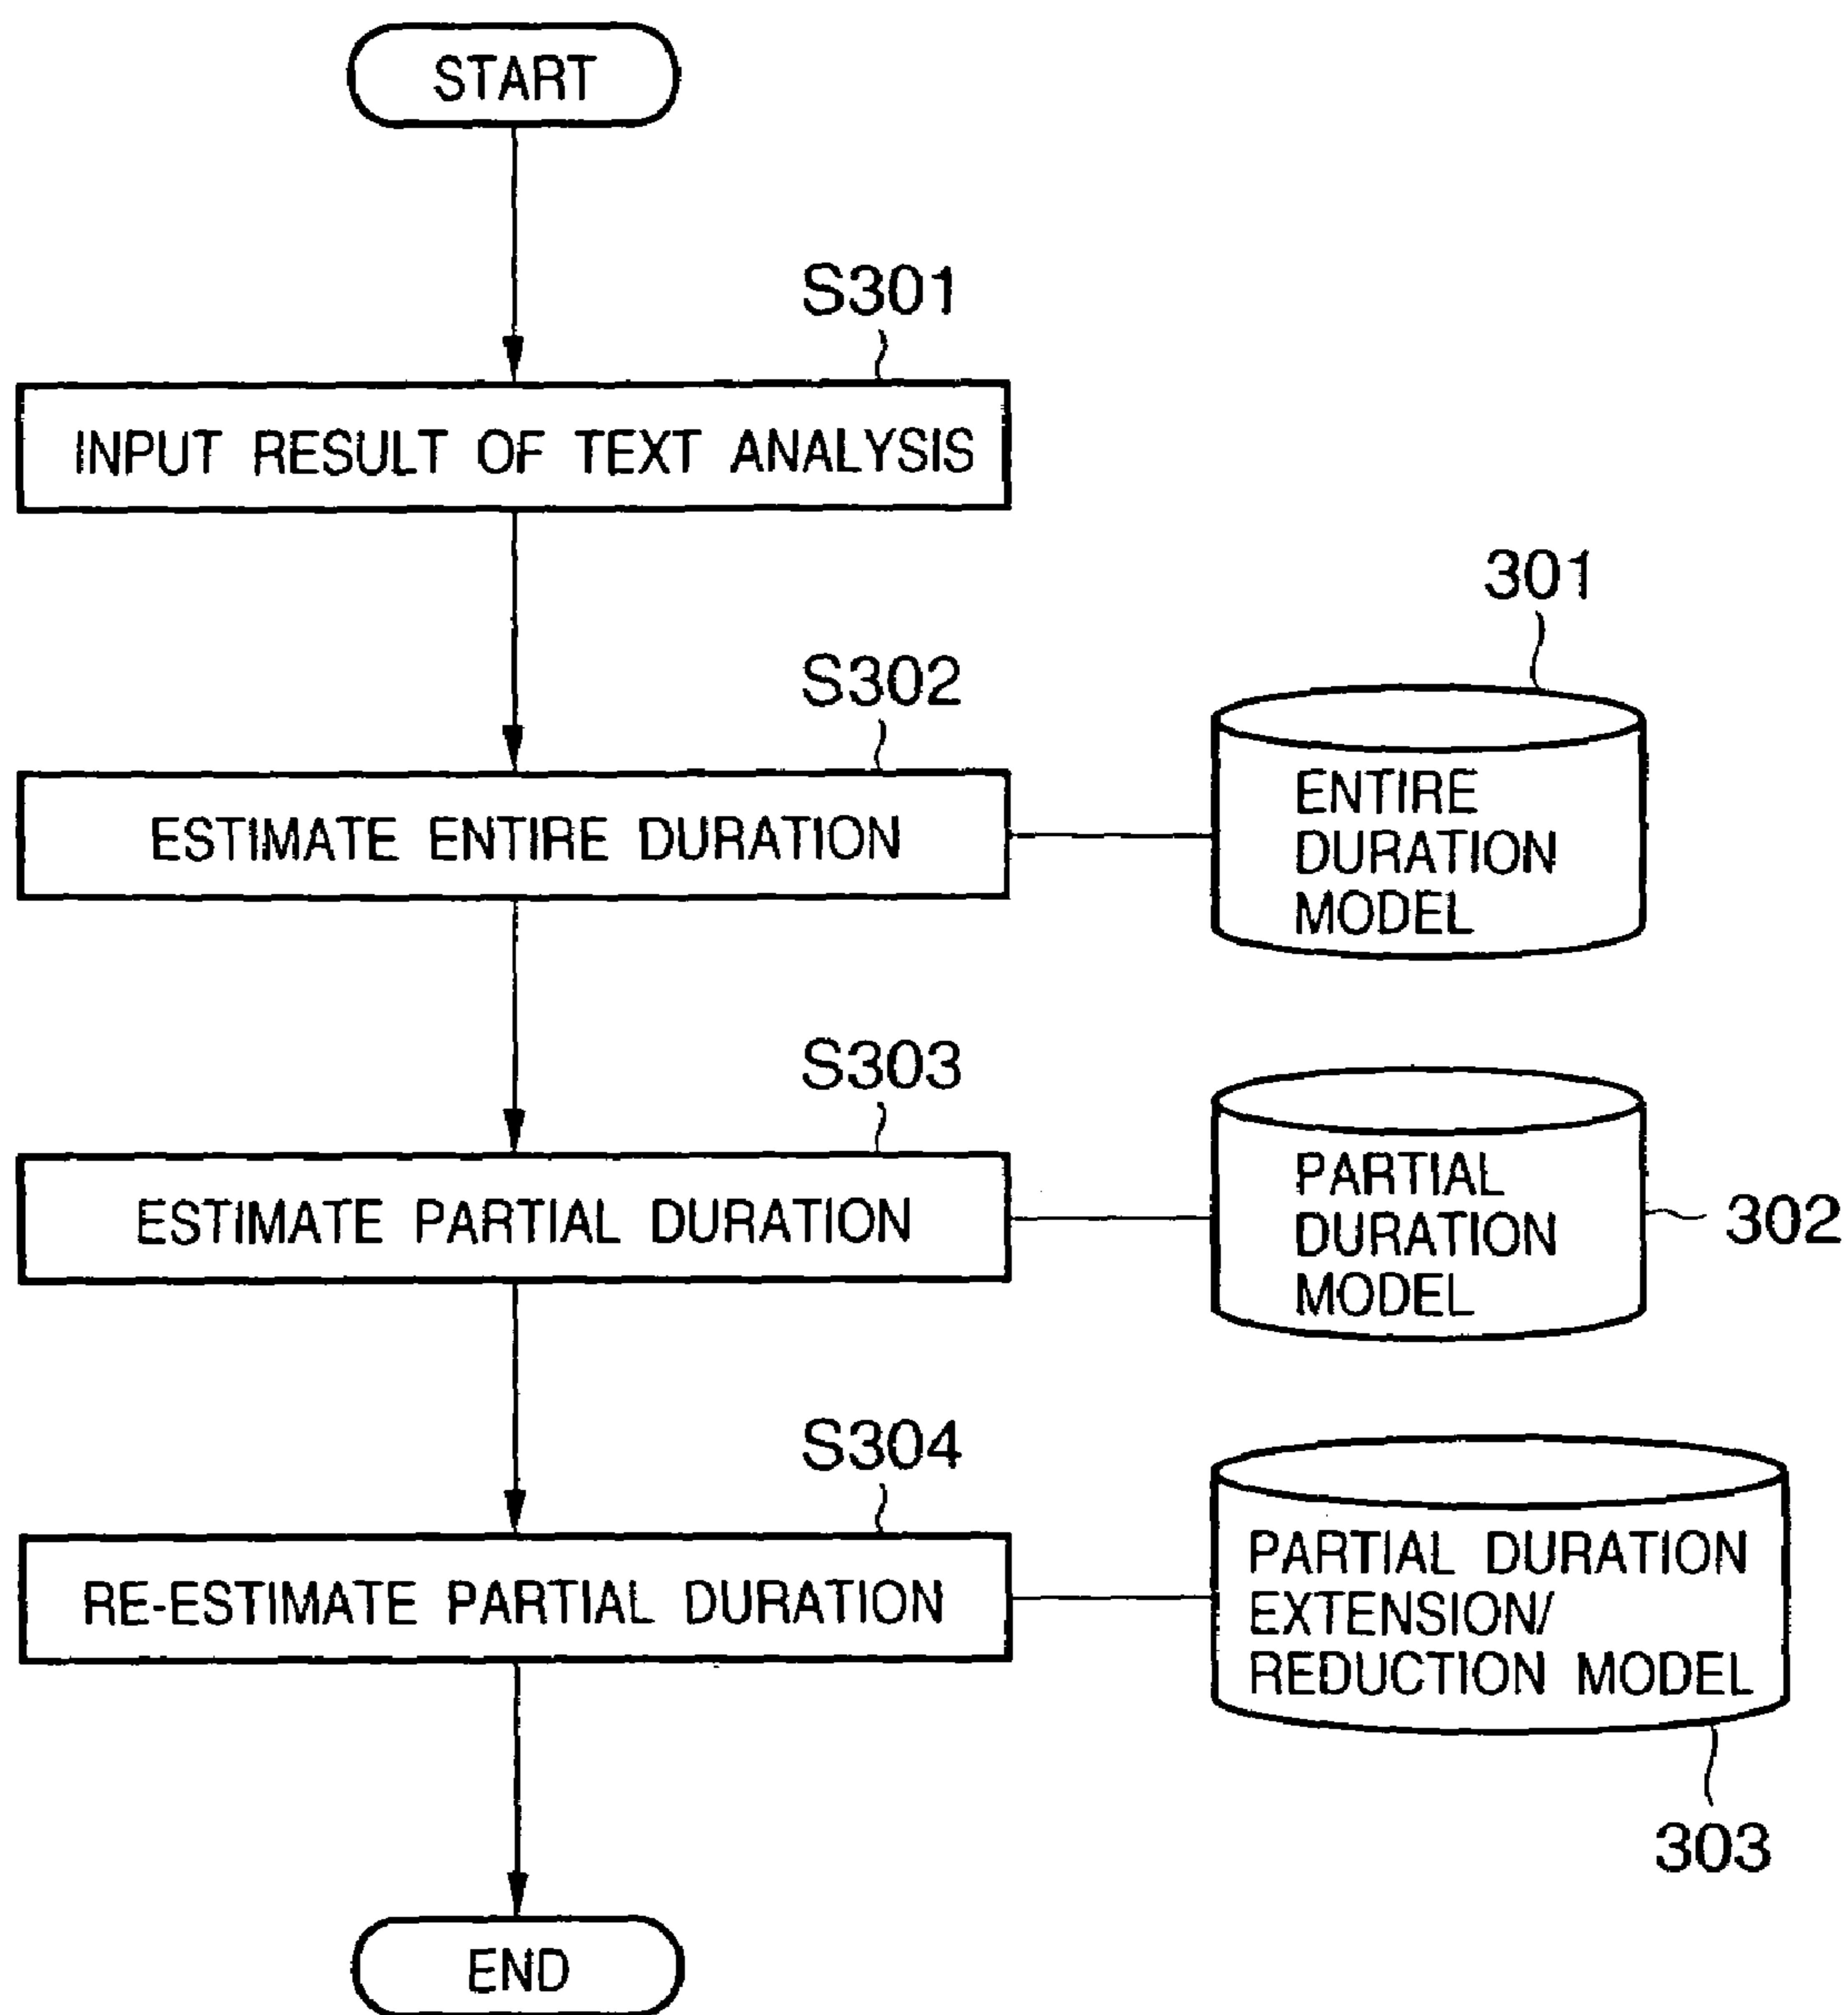 START
S301
INPUT RESULT OF TEXT ANALYSIS
301
S302
ESTIMATE ENTIRE DURATION
ENTIRE
DURATION
MODEL
S303
ESTIMATE PARTIAL DURATION
PARTIAL
DURATION
MODEL
302
S304
RE-ESTIMATE PARTIAL DURATION
PARTIAL DURATION
EXTENSION/
REDUCTION MODEL
303
END